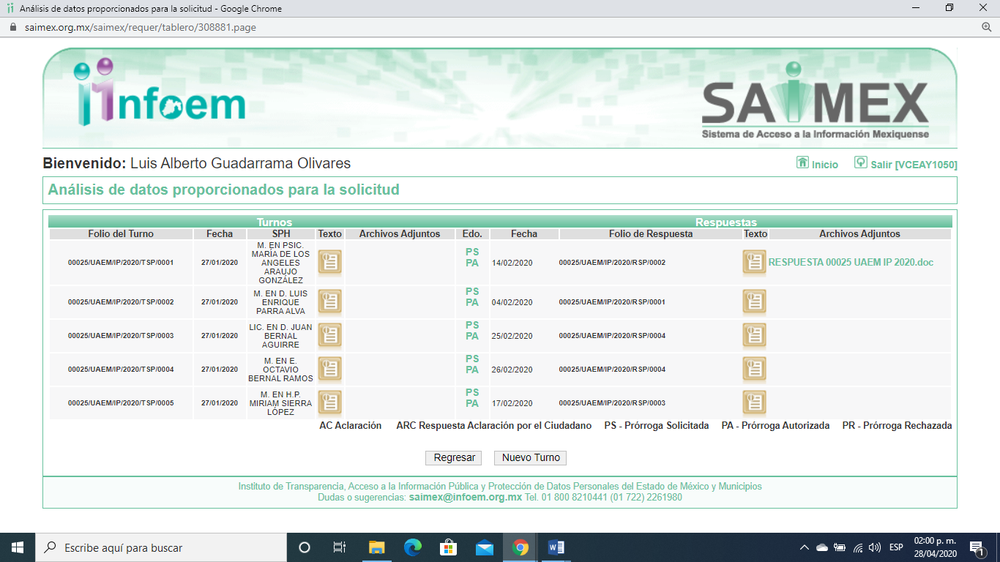 Análisis de datos proporcionados para la solicitud - Google Chrome
saimex.org.mx/saimex/requer/tablero/308881.page
infoem
SAIMEX
Sistema de Acceso a la Información Mexiquense
Bienvenido: Luis Alberto Guadarrama Olivares
Inicio Salir [VCEAY1050]
Análisis de datos proporcionados para la solicitud
Turnos Respuestas
Folio del Turno Fecha SPH Texto Archivos Adjuntos Edo. Fecha Folio de Respuesta Texto Archivos Adjuntos
00025/UAEM/IP/2020/TSP/0001 27/01/2020 M. EN PSIC. MARÍA DE LOS ANGELES ARAUJO GONZÁLEZ PS PA 14/02/2020 00025/UAEM/IP/2020/RSP/0002 RESPUESTA 00025 UAEM IP 2020.doc
00025/UAEM/IP/2020/TSP/0002 27/01/2020 M. EN D. LUIS ENRIQUE PARRA ALVA PS PA 04/02/2020 00025/UAEM/IP/2020/RSP/0001
00025/UAEM/IP/2020/TSP/0003 27/01/2020 LIC. EN D. JUAN BERNAL AGUIRRE PS PA 25/02/2020 00025/UAEM/IP/2020/RSP/0004
00025/UAEM/IP/2020/TSP/0004 27/01/2020 M. EN E. OCTAVIO BERNAL RAMOS PS PA 26/02/2020 00025/UAEM/IP/2020/RSP/0004
00025/UAEM/IP/2020/TSP/0005 27/01/2020 M. EN H.P. MIRIAM SIERRA LÓPEZ PS PA 17/02/2020 00025/UAEM/IP/2020/RSP/0003
AC Aclaración ARC Respuesta Aclaración por el Ciudadano PS - Prórroga Solicitada PA - Prórroga Autorizada PR - Prórroga Rechazada
Regresar Nuevo Turno
Instituto de Transparencia, Acceso a la Información Pública y Protección de Datos Personales del Estado de México y Municipios
Dudas o sugerencias: saimex@infoem.org.mx Tel. 01 800 8210441 (01 722) 2261980
Escribe aquí para buscar
ESP
02:00 p. m.
28/04/2020
1